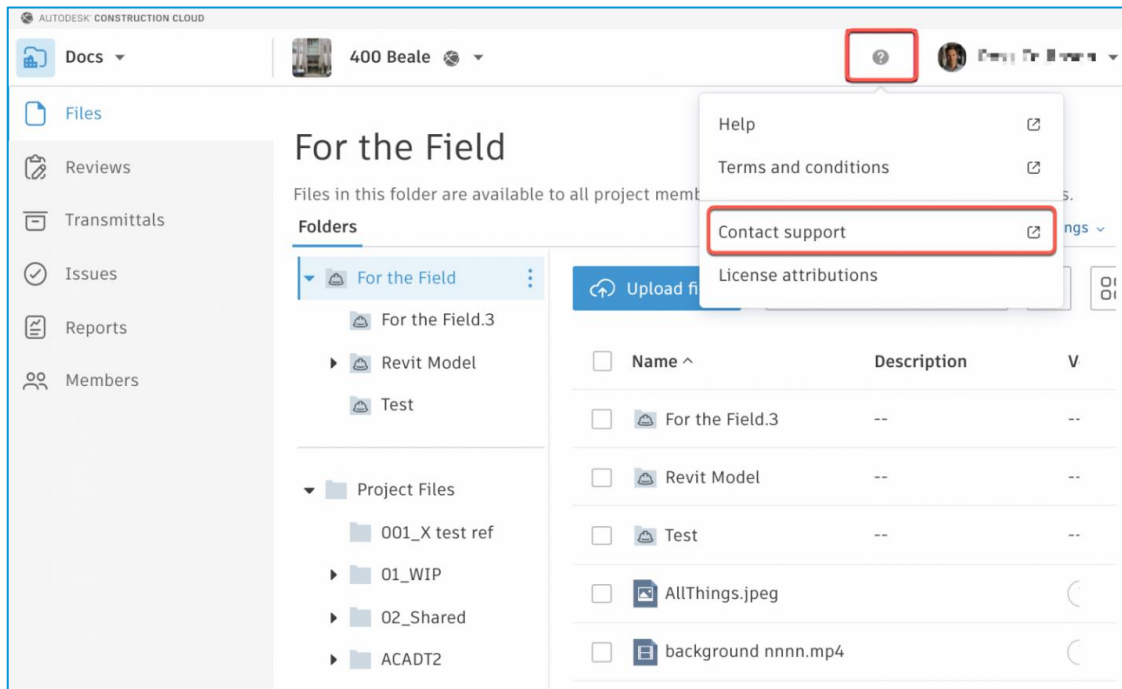 AUTODESK CONSTRUCTION CLOUD
Docs
400 Beale
Files
Reviews
Transmittals
Issues
Reports
Members
For the Field
Files in this folder are available to all project
s.
Folders
For the Field
For the Field.3
Revit Model
Test
Project Files
001_X test ref
01_WIP
02_Shared
ACADT2
Help
Terms and conditions
Contact support
License attributions
Upload
Name
Description
For the Field.3 --  --
Revit Model --  --
Test --  --
AllThings.jpeg
background nnnn.mp4